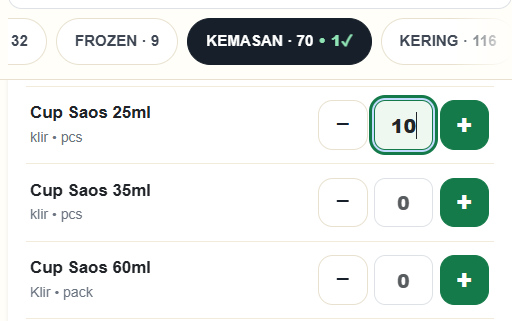 32
FROZEN · 9
KEMASAN · 70 • 1✓
KERING · 116
Cup Saos 25ml
klir • pcs
− 10 +
Cup Saos 35ml
klir • pcs
− 0 +
Cup Saos 60ml
Klir • pack
− 0 +